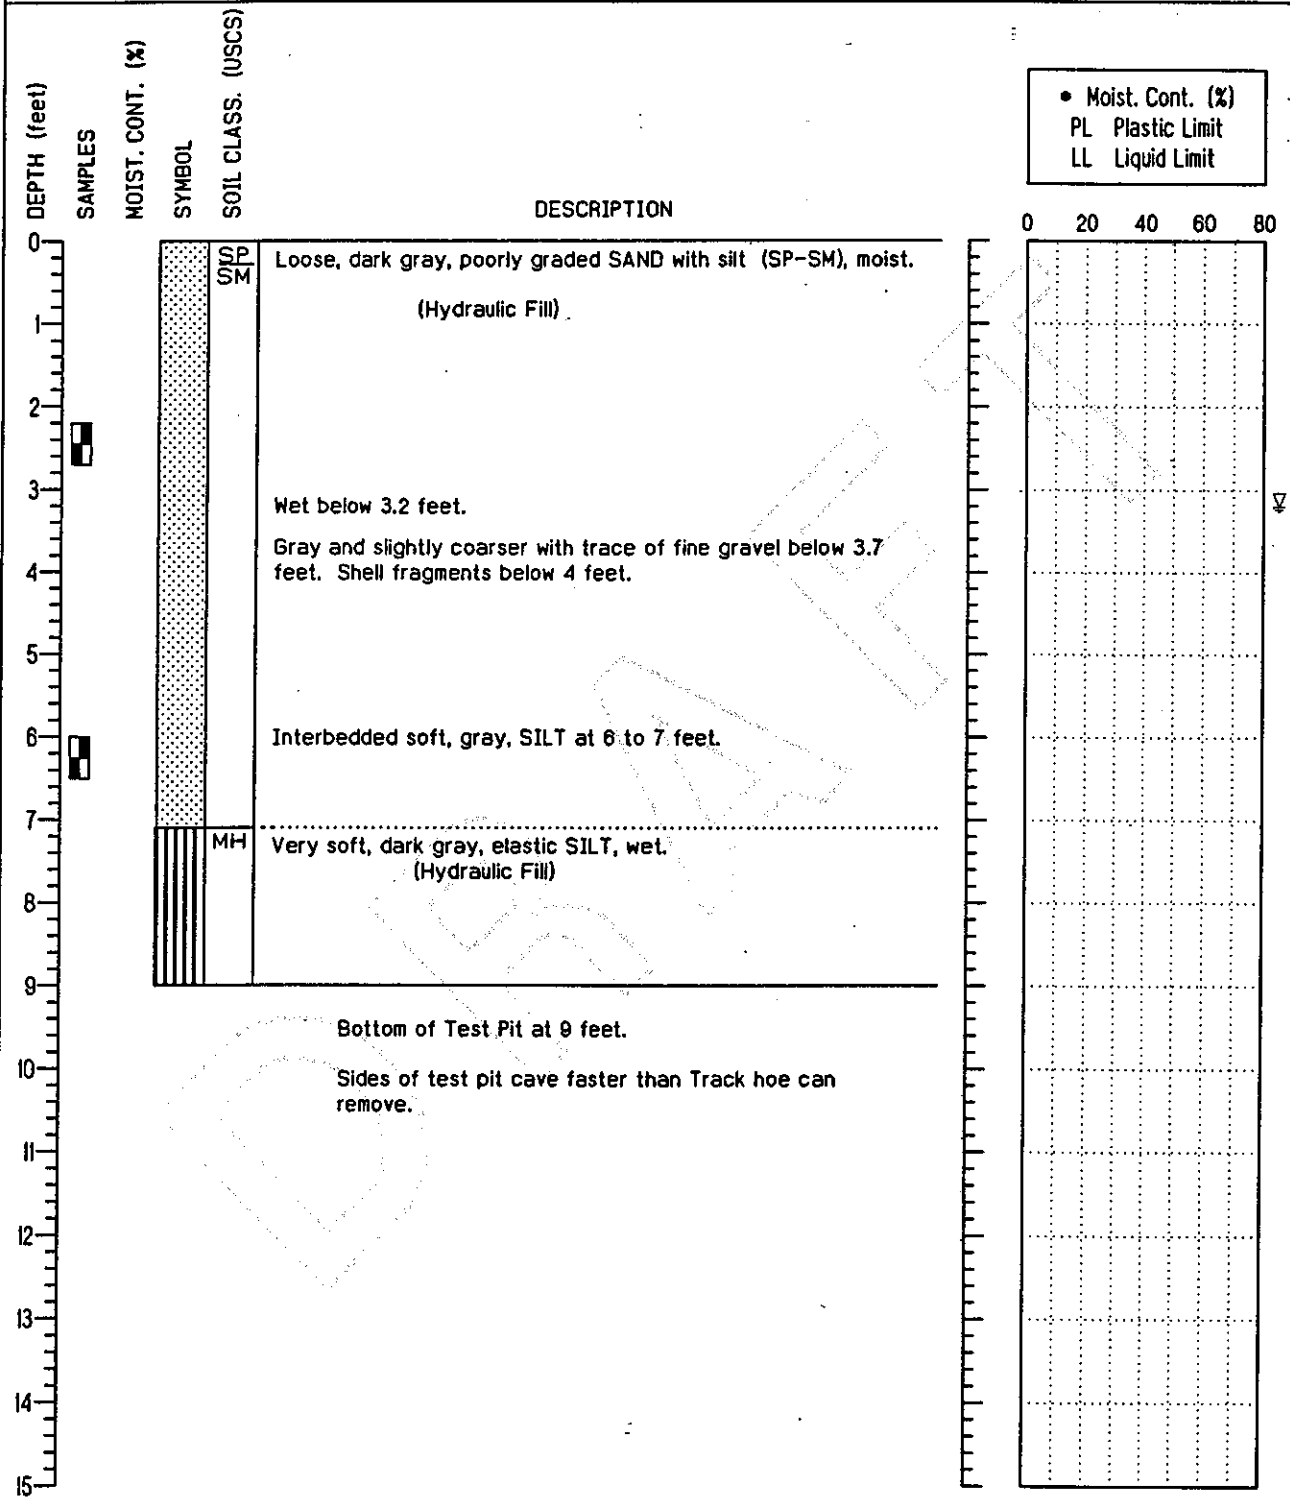 DEPTH (feet)
SAMPLES
MOIST. CONT. (%)
SYMBOL
SOIL CLASS. (USCS)
DESCRIPTION
• Moist. Cont. (%)
PL Plastic Limit
LL Liquid Limit
0 20 40 60 80
0
SP
SM
Loose, dark gray, poorly graded SAND with silt (SP-SM), moist.
(Hydraulic Fill)
1
2
3
Wet below 3.2 feet.
Gray and slightly coarser with trace of fine gravel below 3.7
feet. Shell fragments below 4 feet.
4
5
6
Interbedded soft, gray, SILT at 6 to 7 feet.
7
MH
Very soft, dark gray, elastic SILT, wet.
(Hydraulic Fill)
8
9
Bottom of Test Pit at 9 feet.
10
Sides of test pit cave faster than Track hoe can
remove.
11
12
13
14
15
DRAFT